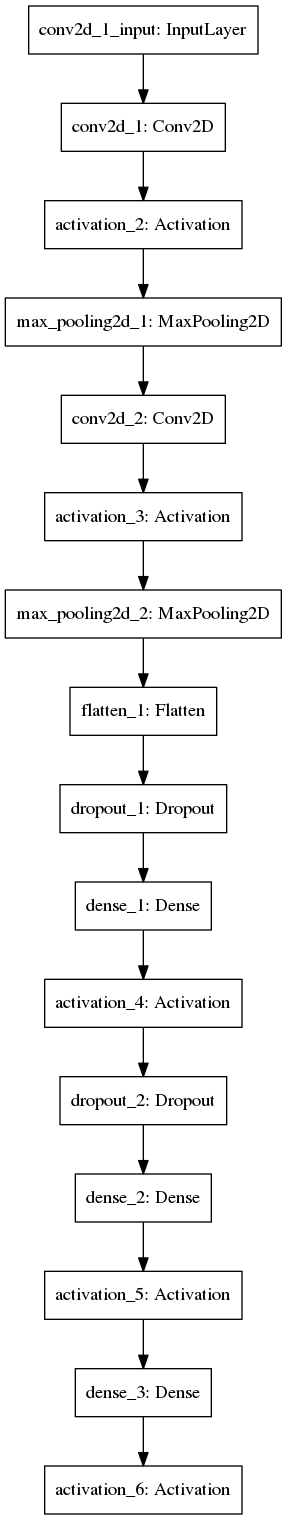 conv2d_1_input: InputLayer
conv2d_1: Conv2D
activation_2: Activation
max_pooling2d_1: MaxPooling2D
conv2d_2: Conv2D
activation_3: Activation
max_pooling2d_2: MaxPooling2D
flatten_1: Flatten
dropout_1: Dropout
dense_1: Dense
activation_4: Activation
dropout_2: Dropout
dense_2: Dense
activation_5: Activation
dense_3: Dense
activation_6: Activation